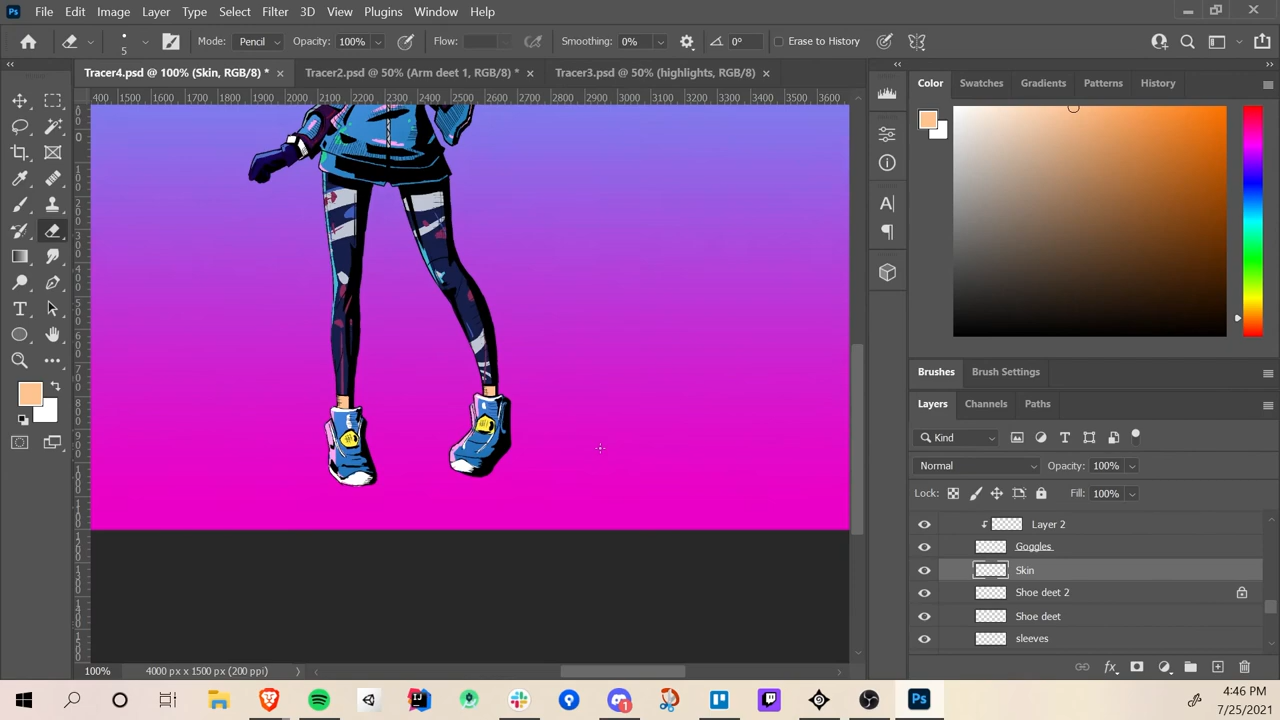 Ps File Edit Image Layer Type Select Filter 3D View Plugins Window Help
5 Mode: Pencil Opacity: 100% Flow: Smoothing: 0% 0° Erase to History
Tracer4.psd @ 100% (Skin, RGB/8) * × Tracer2.psd @ 50% (Arm deet 1, RGB/8) * × Tracer3.psd @ 50% (highlights, RGB/8) ×
400 1500 1600 1700 1800 1900 2000 2100 2200 2300 2400 2500 2600 2700 2800 2900 3000 3100 3200 3300 3400 3500 3600
Color Swatches Gradients Patterns History
Brushes Brush Settings
Layers Channels Paths
Kind
Normal Opacity: 100%
Lock: Fill: 100%
Layer 2
Goggles
Skin
Shoe deet 2
Shoe deet
sleeves
100% 4000 px x 1500 px (200 ppi)
fx
1
Ps
4:46 PM
7/25/2021